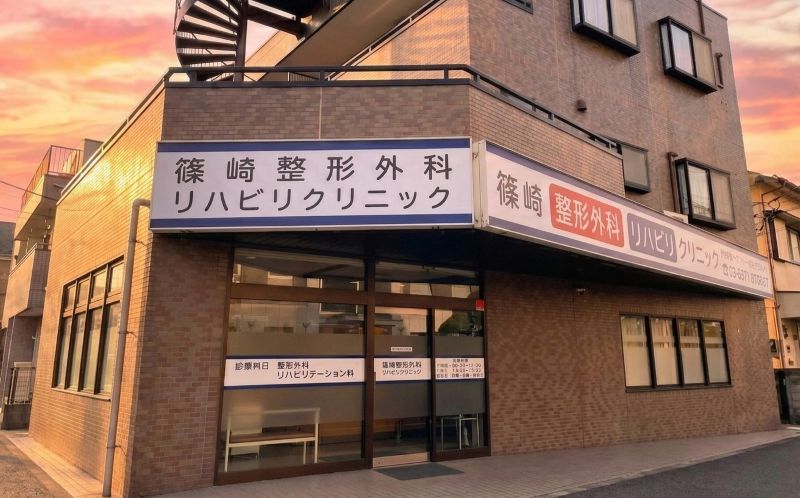 篠崎整形外科
リハビリクリニック
篠崎 整形外科 リハビリ クリニック
診療科目 整形外科
リハビリテーション科
篠崎整形外科
リハビリクリニック